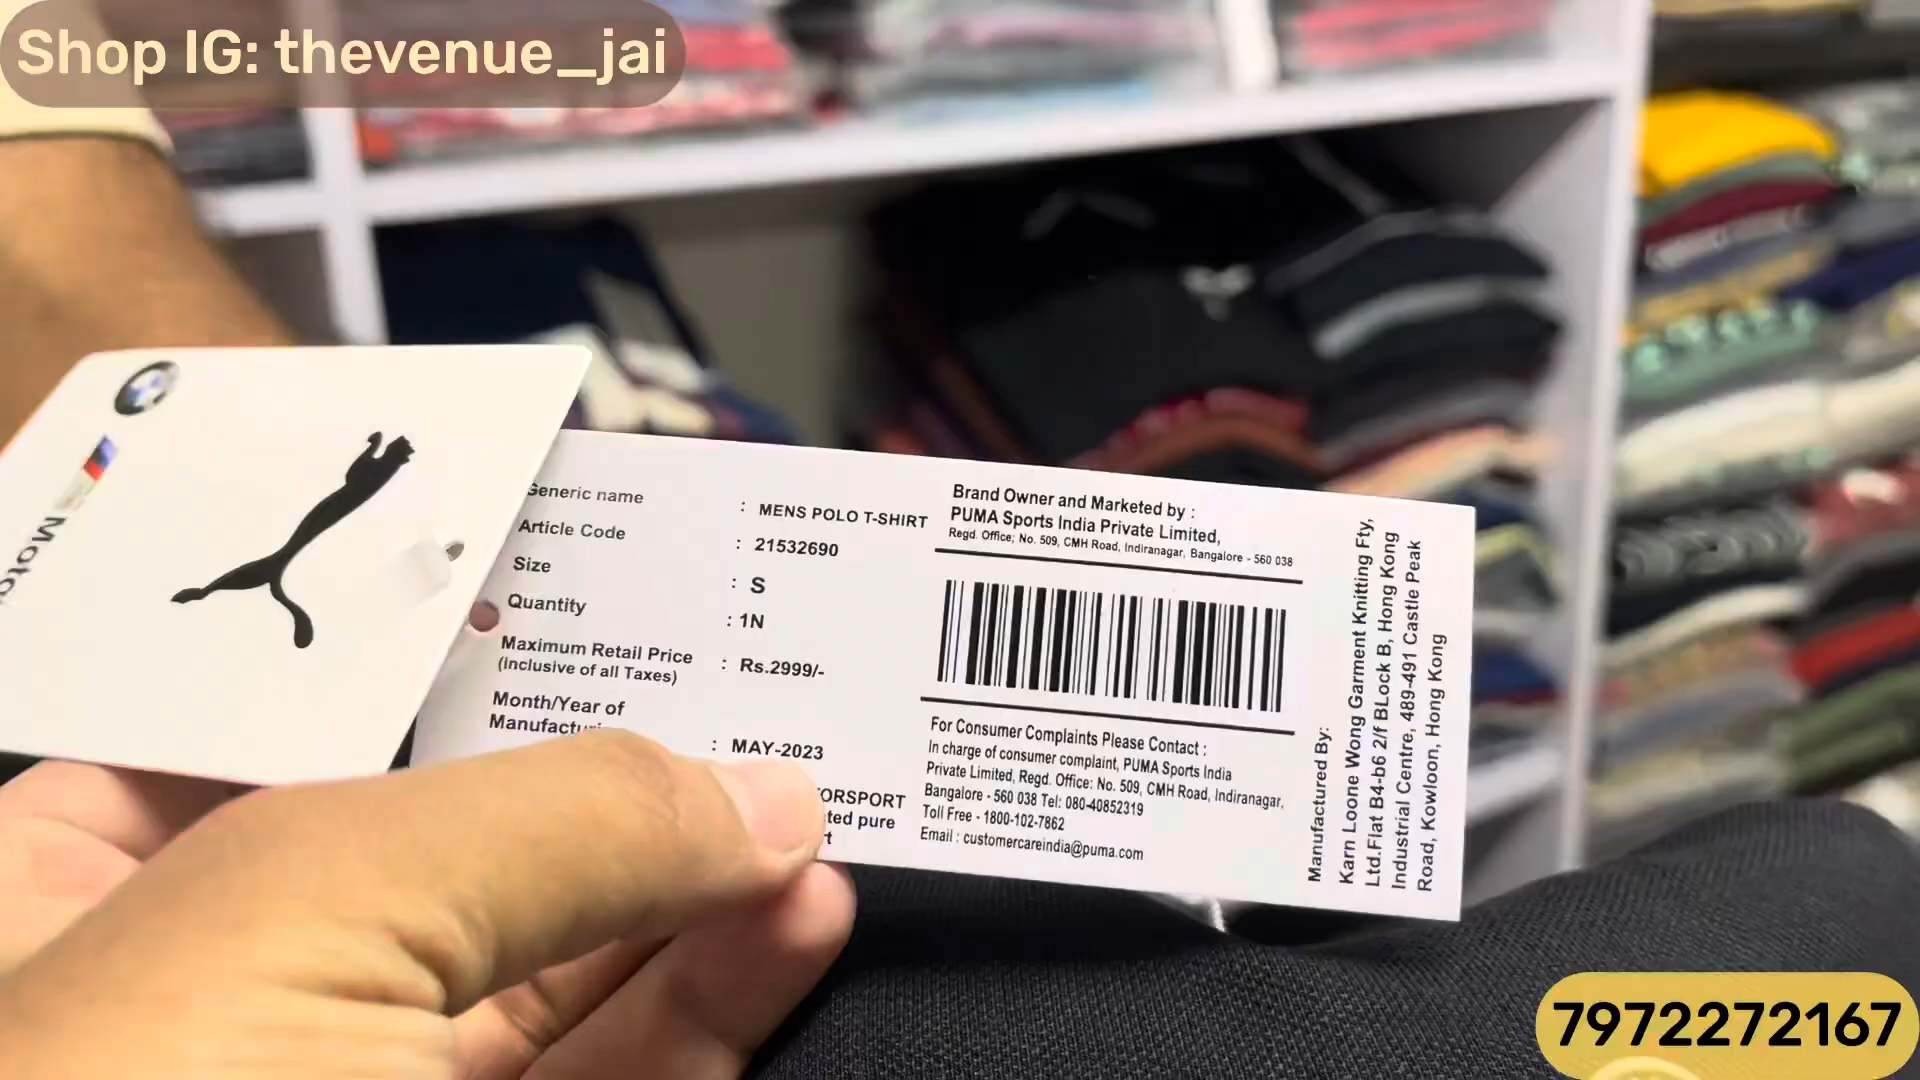 Shop IG: thevenue_jai
Generic name : MENS POLO T-SHIRT
Article Code : 21532690
Size : S
Quantity : 1N
Maximum Retail Price : Rs.2999/-
(Inclusive of all Taxes)
Month/Year of
: MAY-2023
pure
Brand Owner and Marketed by :
PUMA Sports India Private Limited,
Regd. Office; No. 509, CMH Road, Indiranagar, Bangalore - 560 038
For Consumer Complaints Please Contact :
In charge of consumer complaint, PUMA Sports India
Private Limited, Regd. Office: No. 509, CMH Road, Indiranagar,
Bangalore - 560 038 Tel: 080-40852319
Toll Free - 1800-102-7862
Email : customercareindia@puma.com
Manufactured By:
Karn Loone Wong Garment Knitting Fty,
Ltd.Flat B4-b6 2/f BLock B, Hong Kong
Industrial Centre, 489-491 Castle Peak
Road, Kowloon, Hong Kong
7972272167